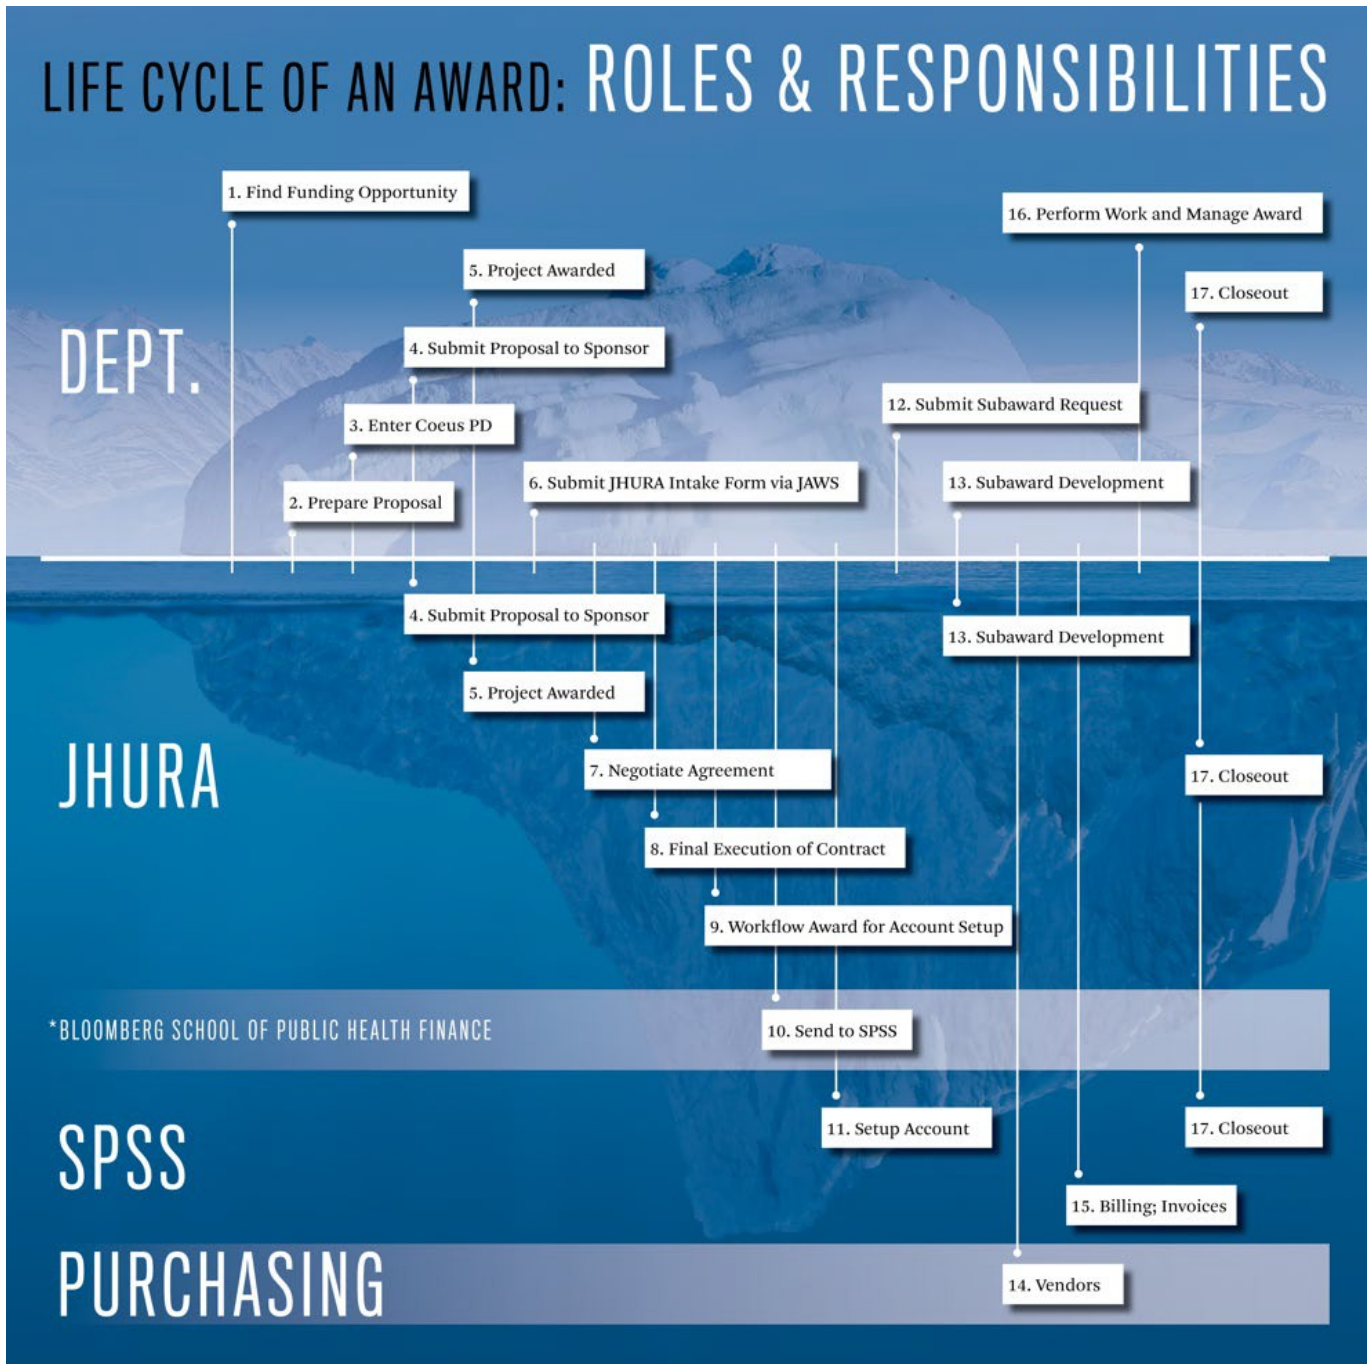 LIFE CYCLE OF AN AWARD: ROLES & RESPONSIBILITIES
1. Find Funding Opportunity
16. Perform Work and Manage Award
5. Project Awarded
17. Closeout
DEPT.
4. Submit Proposal to Sponsor
12. Submit Subaward Request
3. Enter Coeus PD
6. Submit JHURA Intake Form via JAWS
13. Subaward Development
2. Prepare Proposal
4. Submit Proposal to Sponsor
13. Subaward Development
5. Project Awarded
JHURA
7. Negotiate Agreement
17. Closeout
8. Final Execution of Contract
9. Workflow Award for Account Setup
*BLOOMBERG SCHOOL OF PUBLIC HEALTH FINANCE
10. Send to SPSS
SPSS
11. Setup Account
17. Closeout
15. Billing; Invoices
PURCHASING
14. Vendors